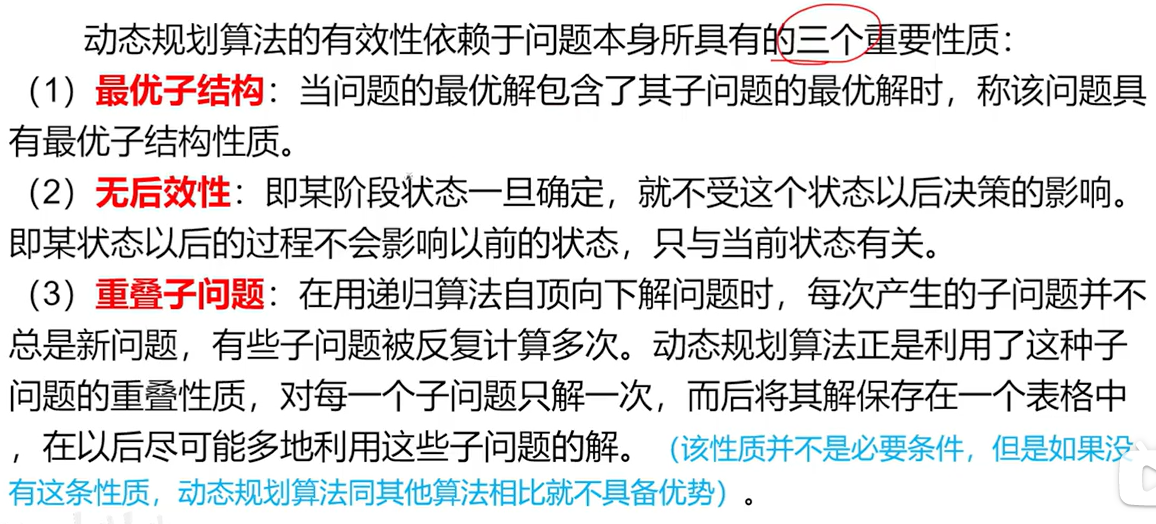 动态规划算法的有效性依赖于问题本身所具有的三个重要性质：
（1）最优子结构：当问题的最优解包含了其子问题的最优解时，称该问题具
有最优子结构性质。
（2）无后效性：即某阶段状态一旦确定，就不受这个状态以后决策的影响。
即某状态以后的过程不会影响以前的状态，只与当前状态有关。
（3）重叠子问题：在用递归算法自顶向下解问题时，每次产生的子问题并不
总是新问题，有些子问题被反复计算多次。动态规划算法正是利用了这种子
问题的重叠性质，对每一个子问题只解一次，而后将其解保存在一个表格中
，在以后尽可能多地利用这些子问题的解。（该性质并不是必要条件，但是如果没
有这条性质，动态规划算法同其他算法相比就不具备优势）。